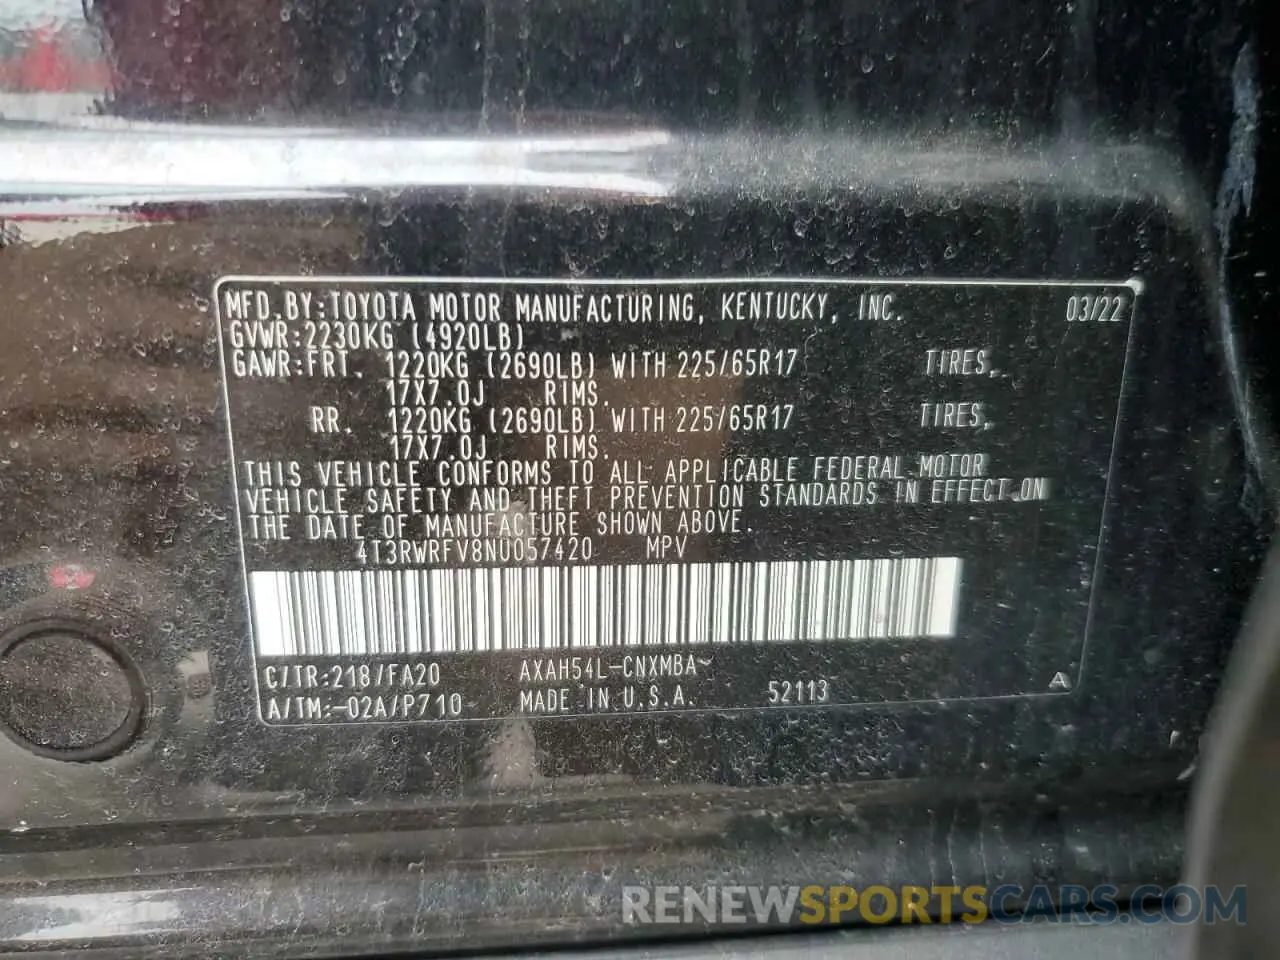 MFD.BY:TOYOTA MOTOR MANUFACTURING, KENTUCKY, INC. 03/22
GVWR:2230KG (4920LB)
GAWR:FRT. 1220KG (2690LB) WITH 225/65R17 TIRES,
17X7.0J RIMS.
RR. 1220KG (2690LB) WITH 225/65R17 TIRES,
17X7.0J RIMS.
THIS VEHICLE CONFORMS TO ALL APPLICABLE FEDERAL MOTOR
VEHICLE SAFETY AND THEFT PREVENTION STANDARDS IN EFFECT ON
THE DATE OF MANUFACTURE SHOWN ABOVE.
4T3RWRFV8NU057420 MPV
C/TR:218/FA20 AXAH54L-CNXMBA
A/TM:-02A/P710 MADE IN U.S.A. 52113 A
RENEWSPORTSCARS.COM